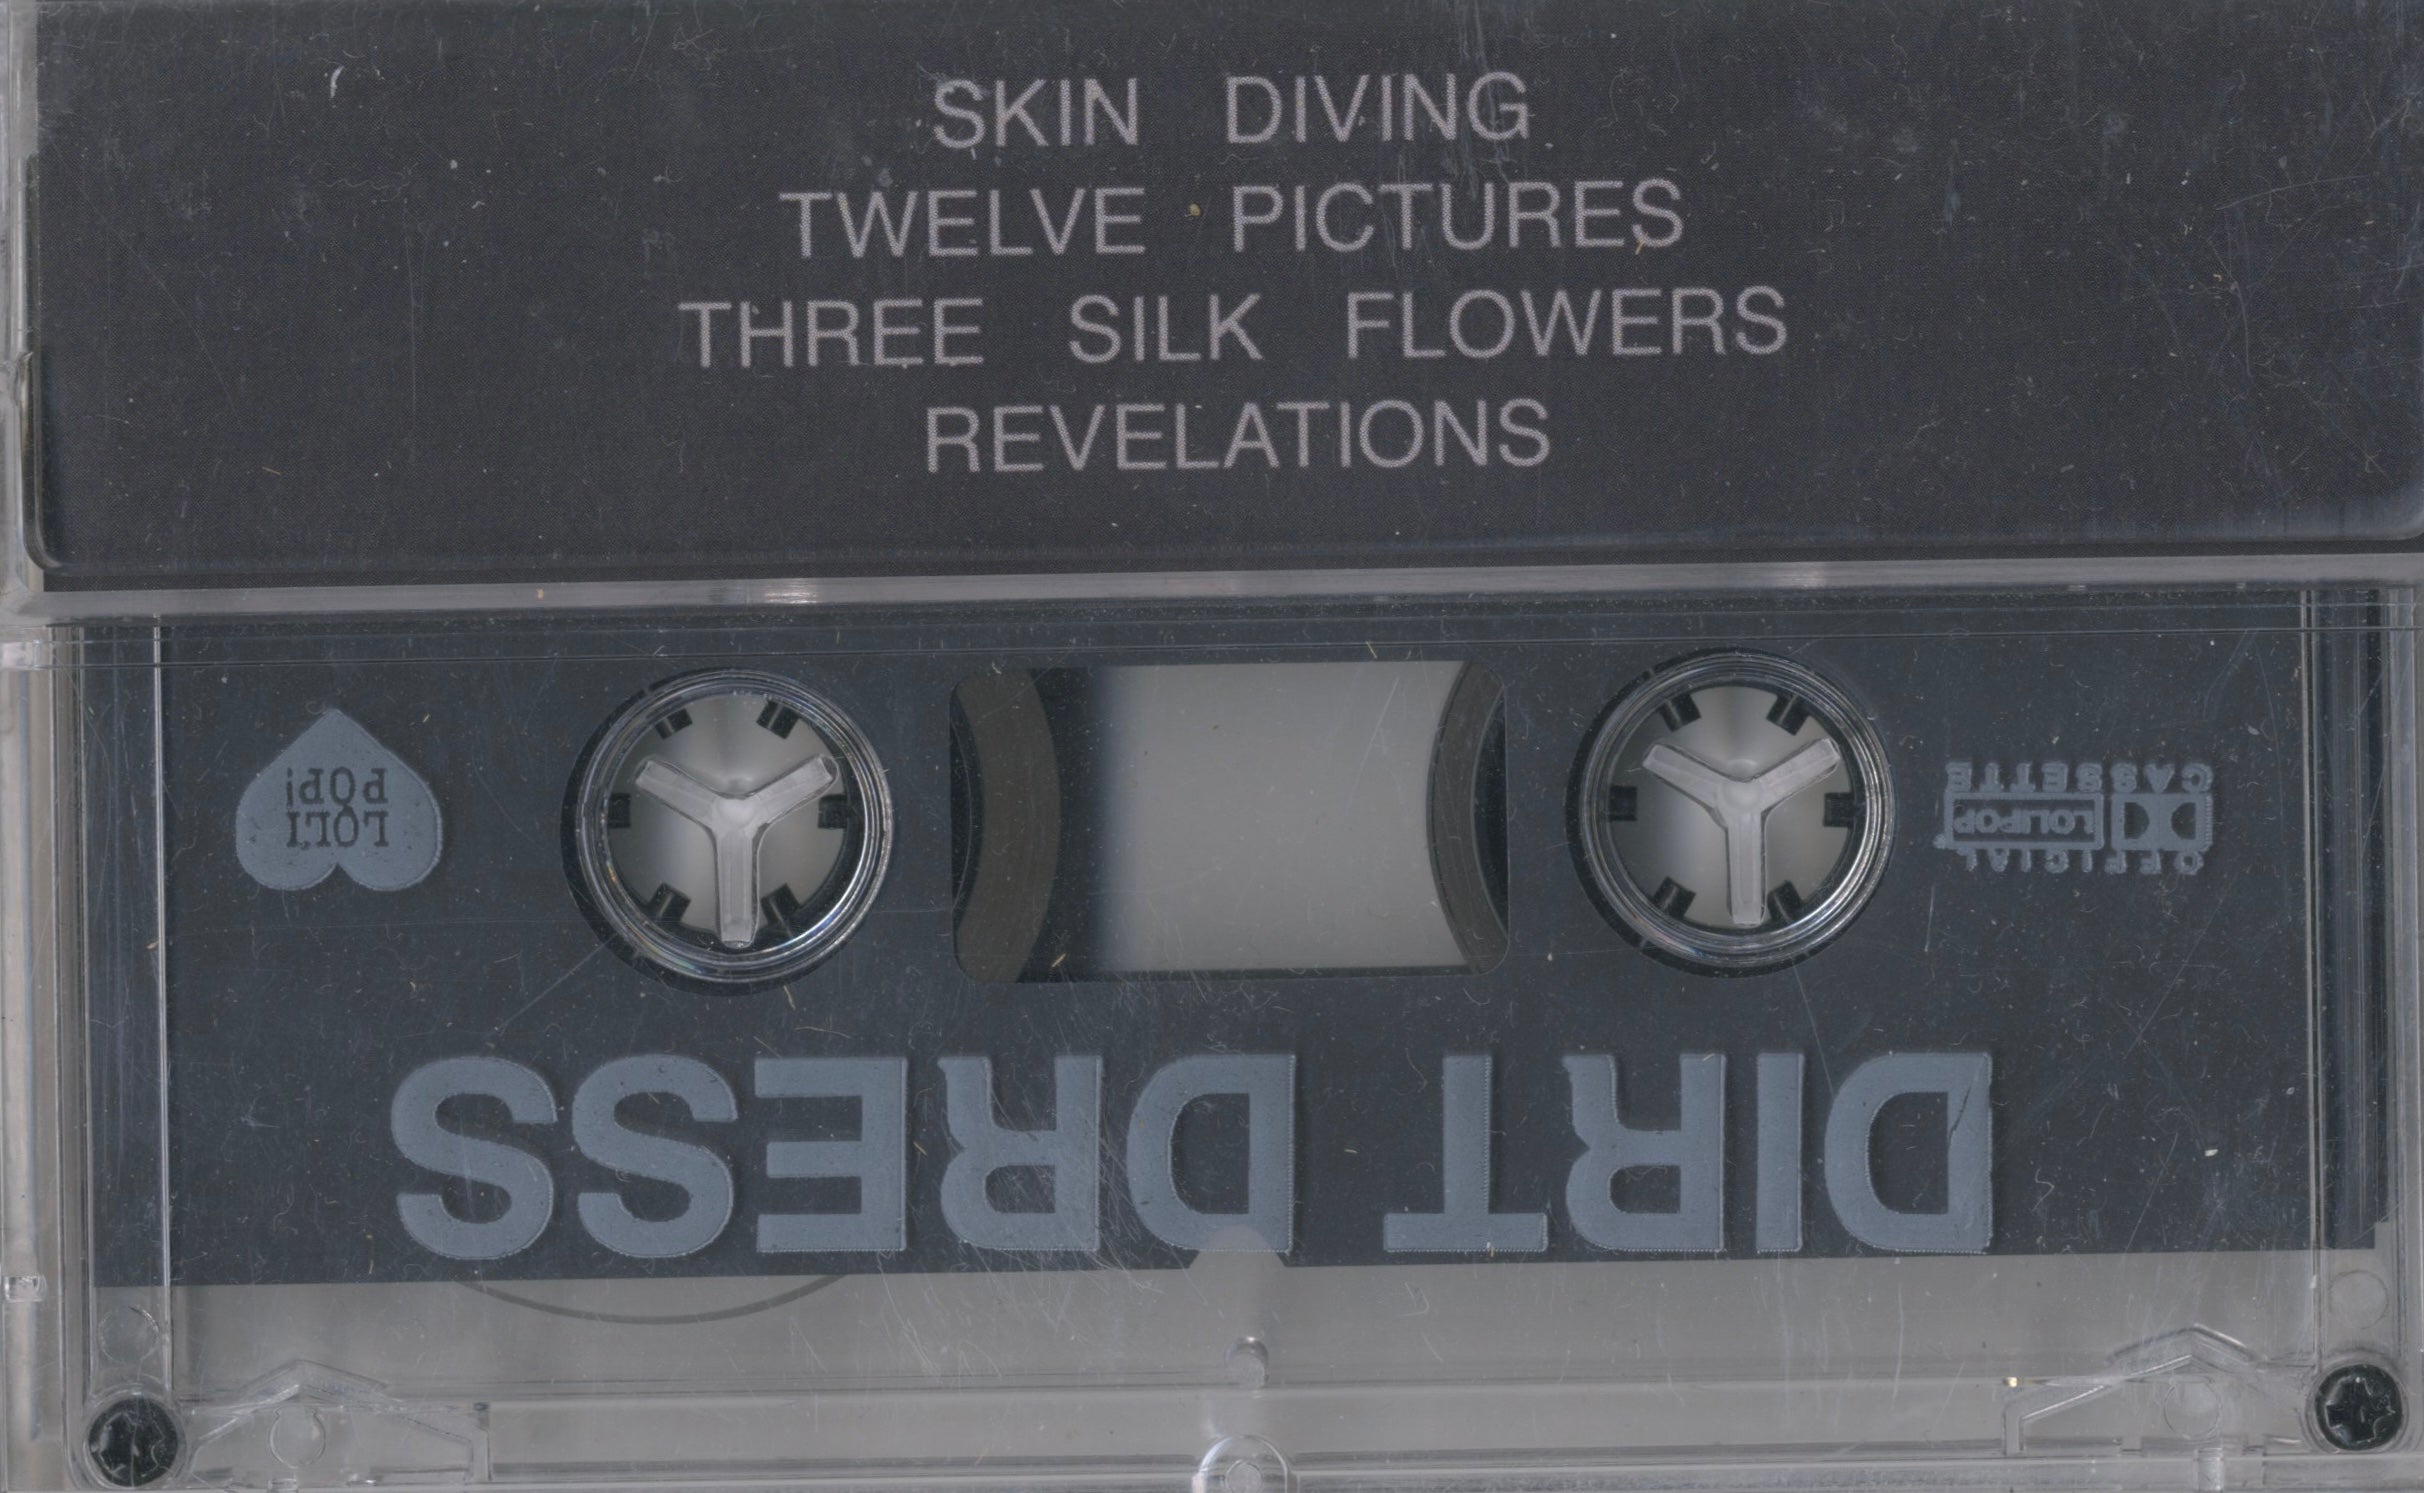 SKIN DIVING
TWELVE PICTURES
THREE SILK FLOWERS
REVELATIONS
LOLI
POP!
OFFICIAL
LOLIPOP
CASSETTE
DIRT DRESS